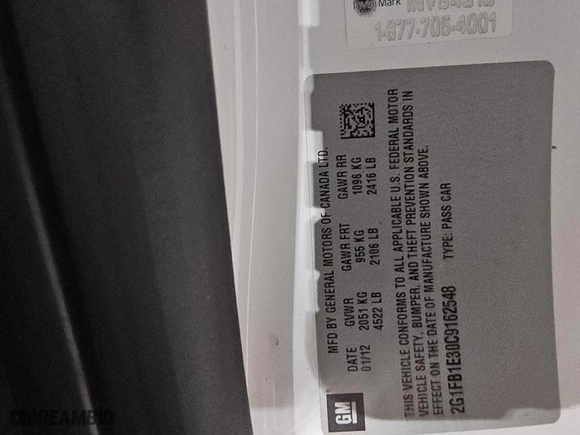 Mark
1-877-705-4001
GM
MFD BY GENERAL MOTORS OF CANADA LTD.
DATE GVWR GAWR FRT GAWR RR
01/12 2051 KG 955 KG 1096 KG
4522 LB 2106 LB 2416 LB
THIS VEHICLE CONFORMS TO ALL APPLICABLE U.S. FEDERAL MOTOR
VEHICLE SAFETY, BUMPER, AND THEFT PREVENTION STANDARDS IN
EFFECT ON THE DATE OF MANUFACTURE SHOWN ABOVE.
2G1FB1E30C9162548 TYPE: PASS CAR
DREAMBID